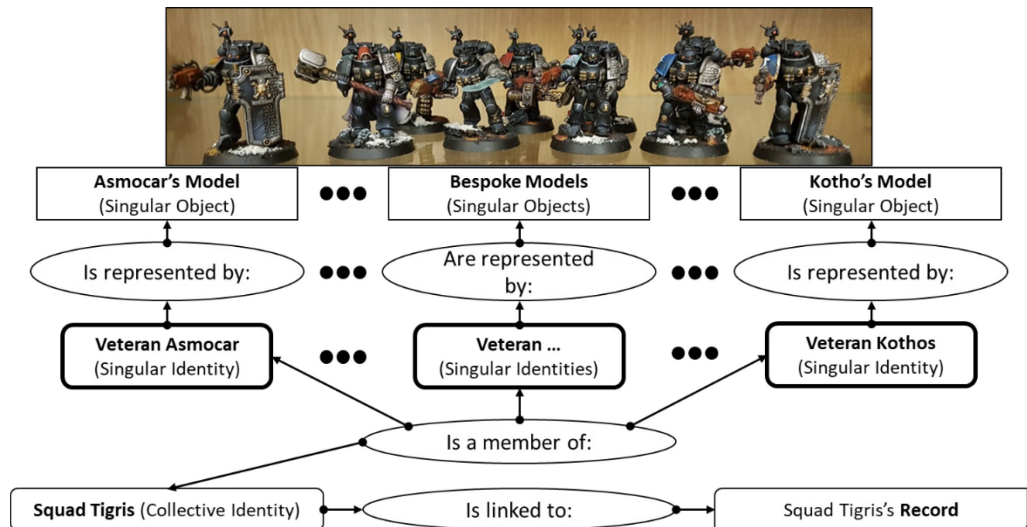 Asmocar's Model
(Singular Object)
Bespoke Models
(Singular Objects)
Kotho's Model
(Singular Object)
Is represented by:
Are represented
by:
Is represented by:
Veteran Asmocar
(Singular Identity)
Veteran ...
(Singular Identities)
Veteran Kothos
(Singular Identity)
Is a member of:
Squad Tigris (Collective Identity)
Is linked to:
Squad Tigris's Record